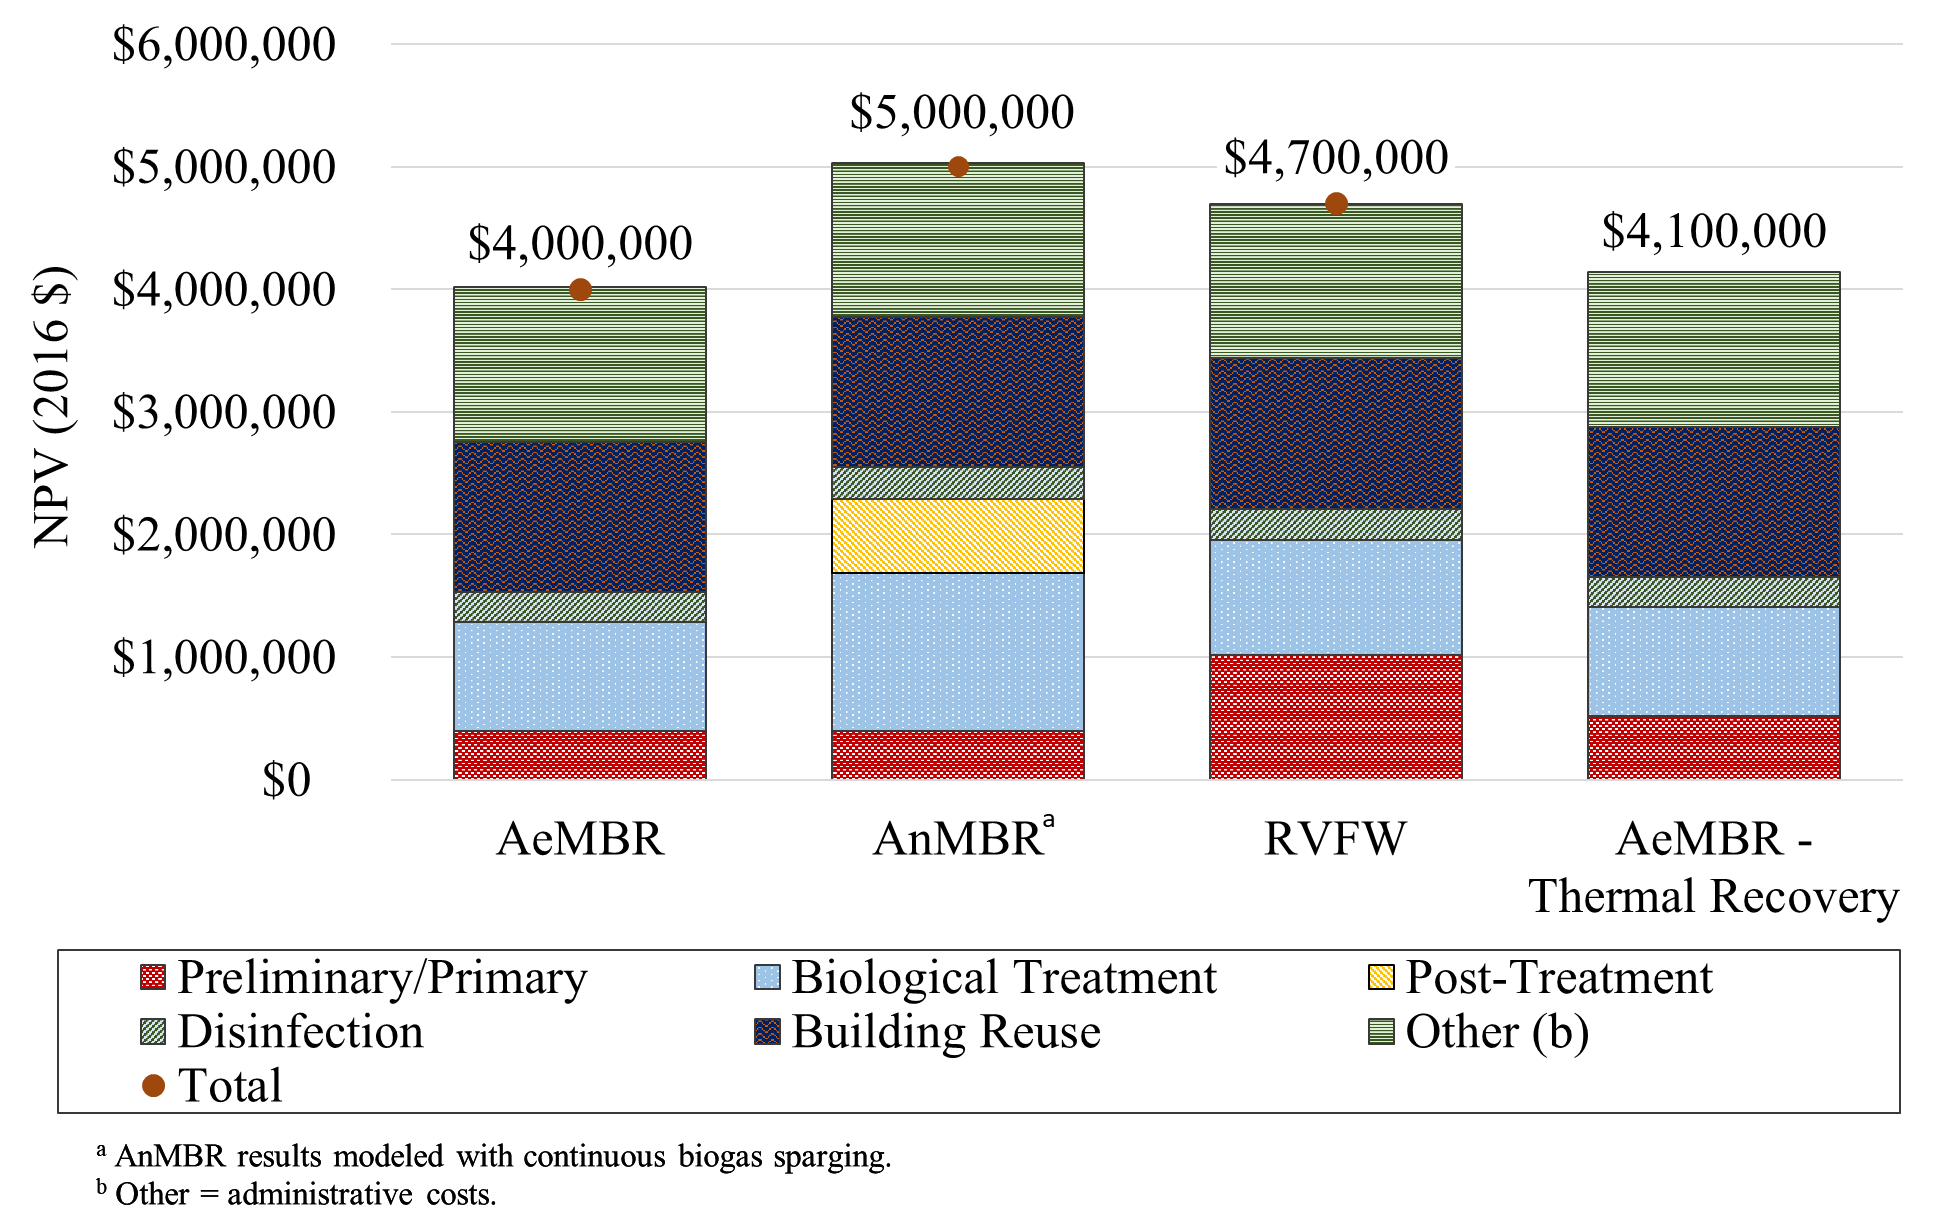 $6,000,000
$5,000,000
$4,000,000
$3,000,000
$2,000,000
$1,000,000
$0
NPV (2016 $)
$4,000,000
$5,000,000
$4,700,000
$4,100,000
AeMBR
AnMBRᵃ
RVFW
AeMBR -
Thermal Recovery
Preliminary/Primary
Biological Treatment
Post-Treatment
Disinfection
Building Reuse
Other (b)
Total
ᵃ AnMBR results modeled with continuous biogas sparging.
ᵇ Other = administrative costs.